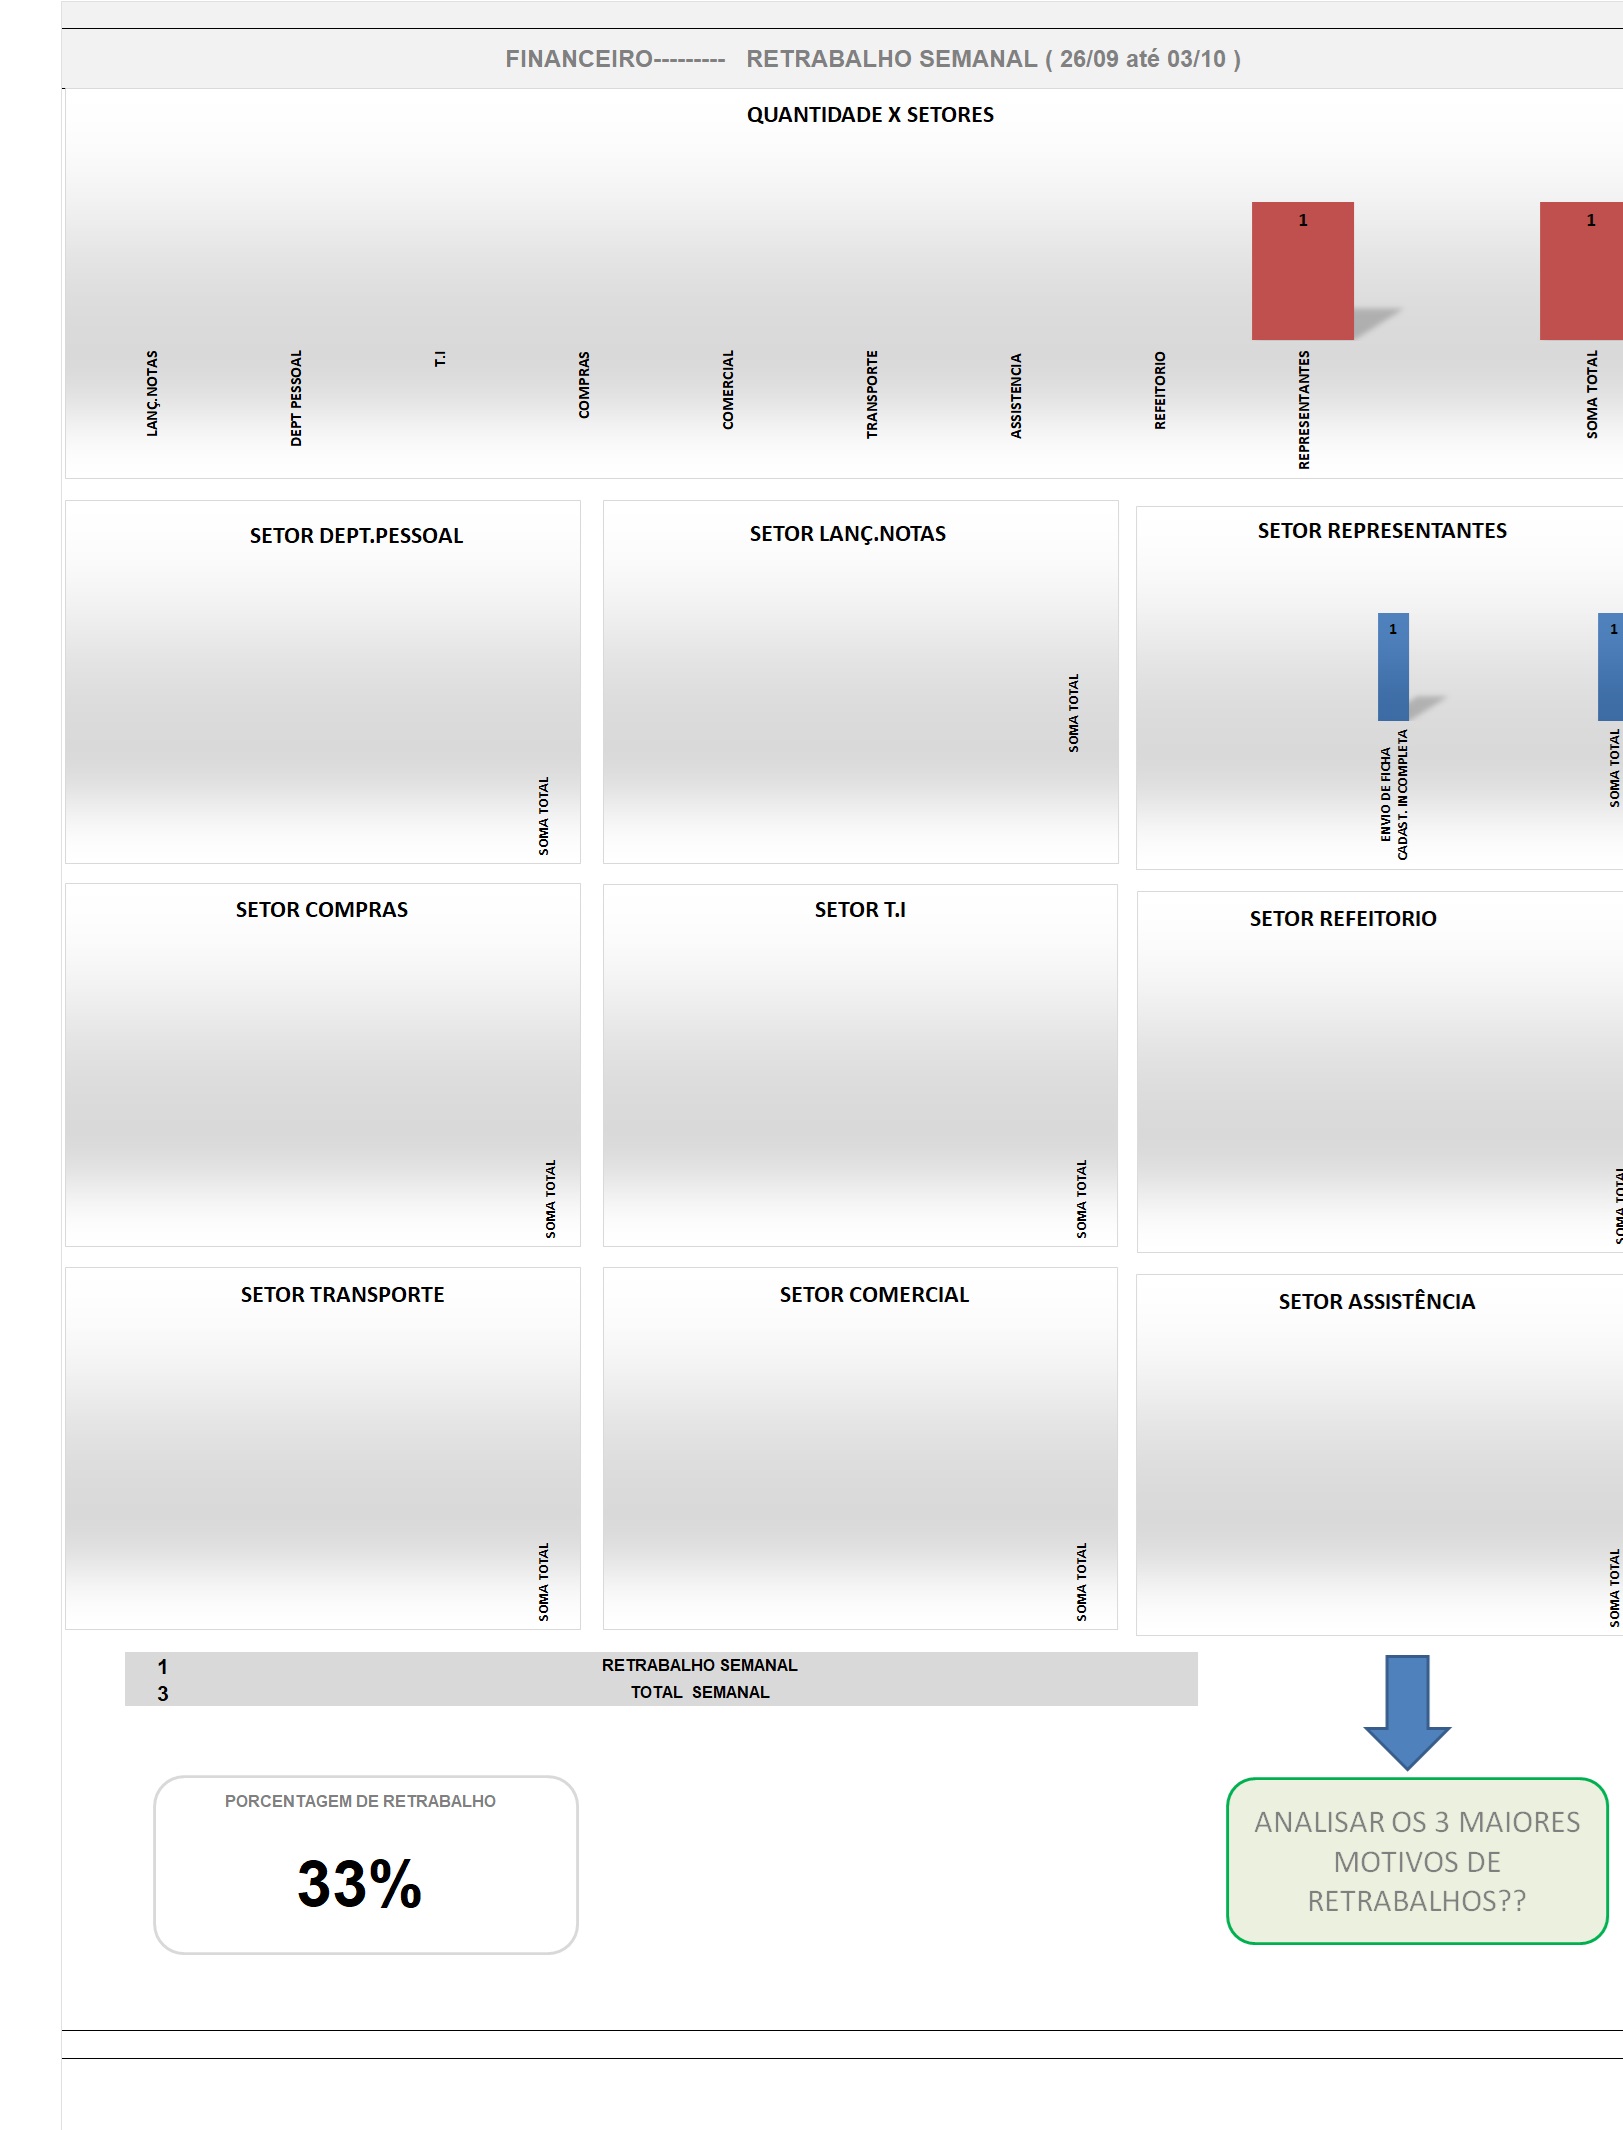 FINANCEIRO--------- RETRABALHO SEMANAL ( 26/09 até 03/10 )
QUANTIDADE X SETORES
1
1
LANÇ.NOTAS
DEPT PESSOAL
T.I
COMPRAS
COMERCIAL
TRANSPORTE
ASSISTENCIA
REFEITORIO
REPRESENTANTES
SOMA TOTAL
SETOR DEPT.PESSOAL
SOMA TOTAL
SETOR LANÇ.NOTAS
SOMA TOTAL
SETOR REPRESENTANTES
1
1
ENVIO DE FICHA
CADAST. INCOMPLETA
SOMA TOTAL
SETOR COMPRAS
SOMA TOTAL
SETOR T.I
SOMA TOTAL
SETOR REFEITORIO
SOMA TOTAL
SETOR TRANSPORTE
SOMA TOTAL
SETOR COMERCIAL
SOMA TOTAL
SETOR ASSISTÊNCIA
SOMA TOTAL
1 RETRABALHO SEMANAL
3 TOTAL SEMANAL
PORCENTAGEM DE RETRABALHO
33%
ANALISAR OS 3 MAIORES
MOTIVOS DE
RETRABALHOS??